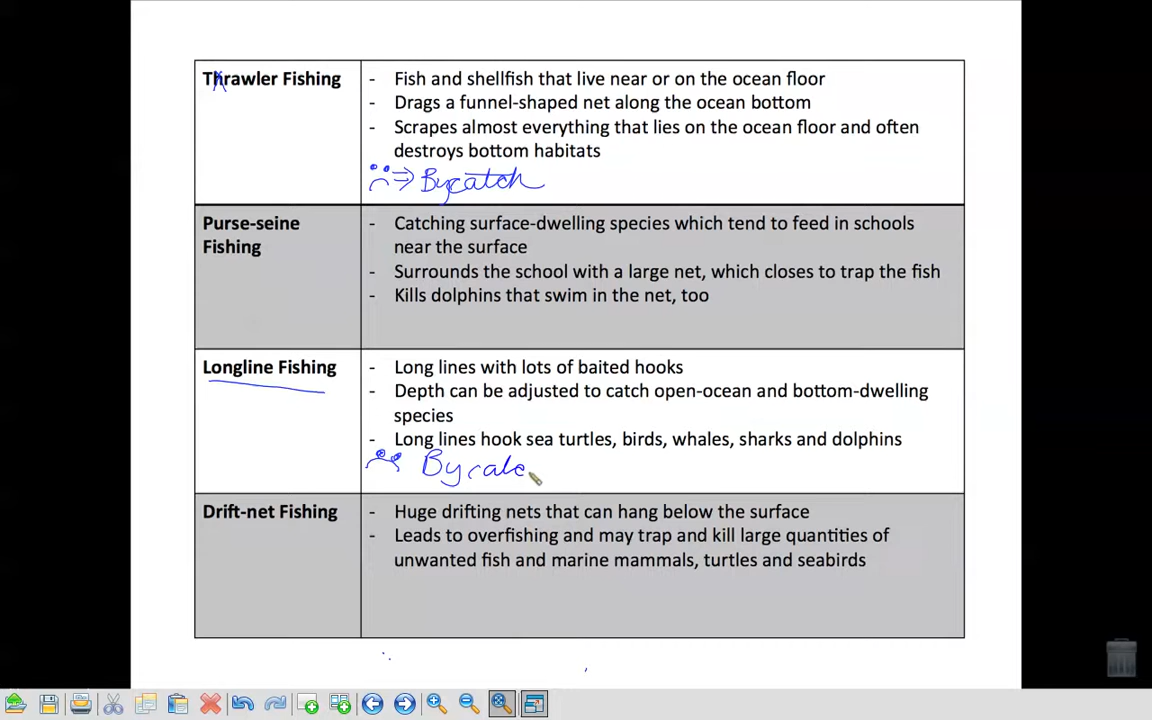 Thrawler Fishing
- Fish and shellfish that live near or on the ocean floor
- Drags a funnel-shaped net along the ocean bottom
- Scrapes almost everything that lies on the ocean floor and often
destroys bottom habitats
⇒ Bycatch
Purse-seine
Fishing
- Catching surface-dwelling species which tend to feed in schools
near the surface
- Surrounds the school with a large net, which closes to trap the fish
- Kills dolphins that swim in the net, too
Longline Fishing
- Long lines with lots of baited hooks
- Depth can be adjusted to catch open-ocean and bottom-dwelling
species
- Long lines hook sea turtles, birds, whales, sharks and dolphins
Drift-net Fishing
- Huge drifting nets that can hang below the surface
- Leads to overfishing and may trap and kill large quantities of
unwanted fish and marine mammals, turtles and seabirds